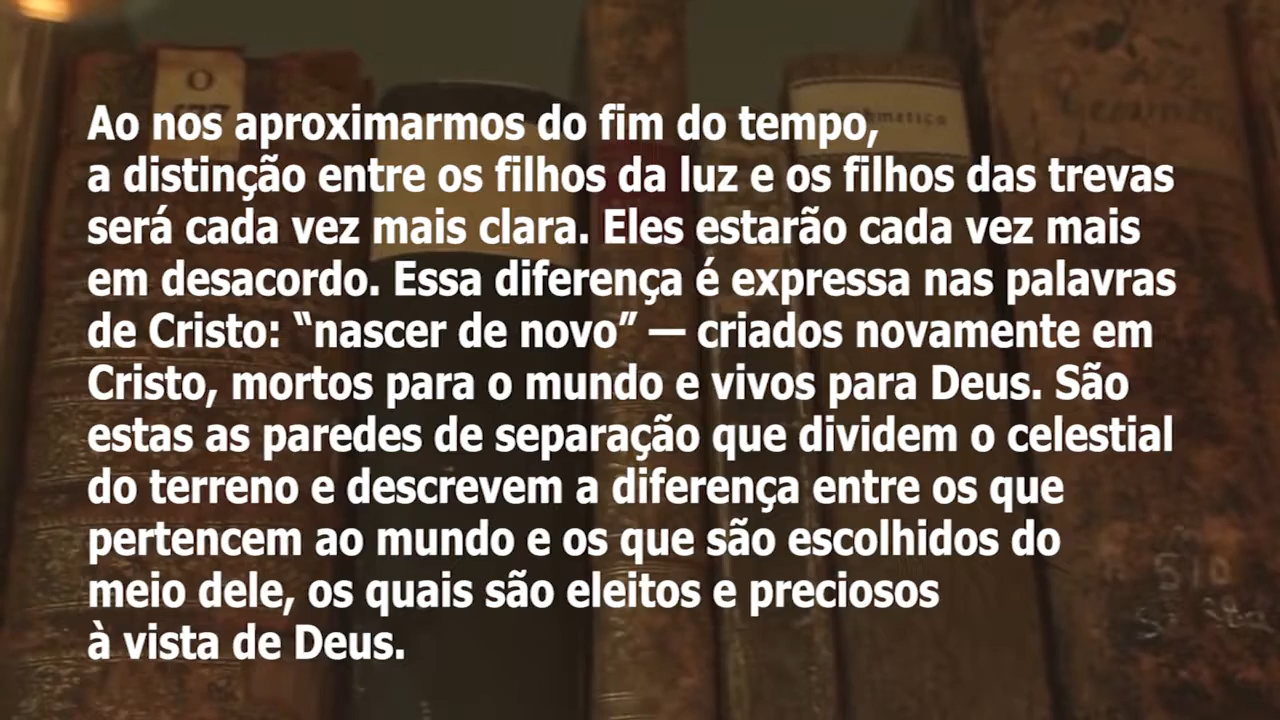 Ao nos aproximarmos do fim do tempo,
a distinção entre os filhos da luz e os filhos das trevas
será cada vez mais clara. Eles estarão cada vez mais
em desacordo. Essa diferença é expressa nas palavras
de Cristo: “nascer de novo” — criados novamente em
Cristo, mortos para o mundo e vivos para Deus. São
estas as paredes de separação que dividem o celestial
do terreno e descrevem a diferença entre os que
pertencem ao mundo e os que são escolhidos do
meio dele, os quais são eleitos e preciosos
à vista de Deus.